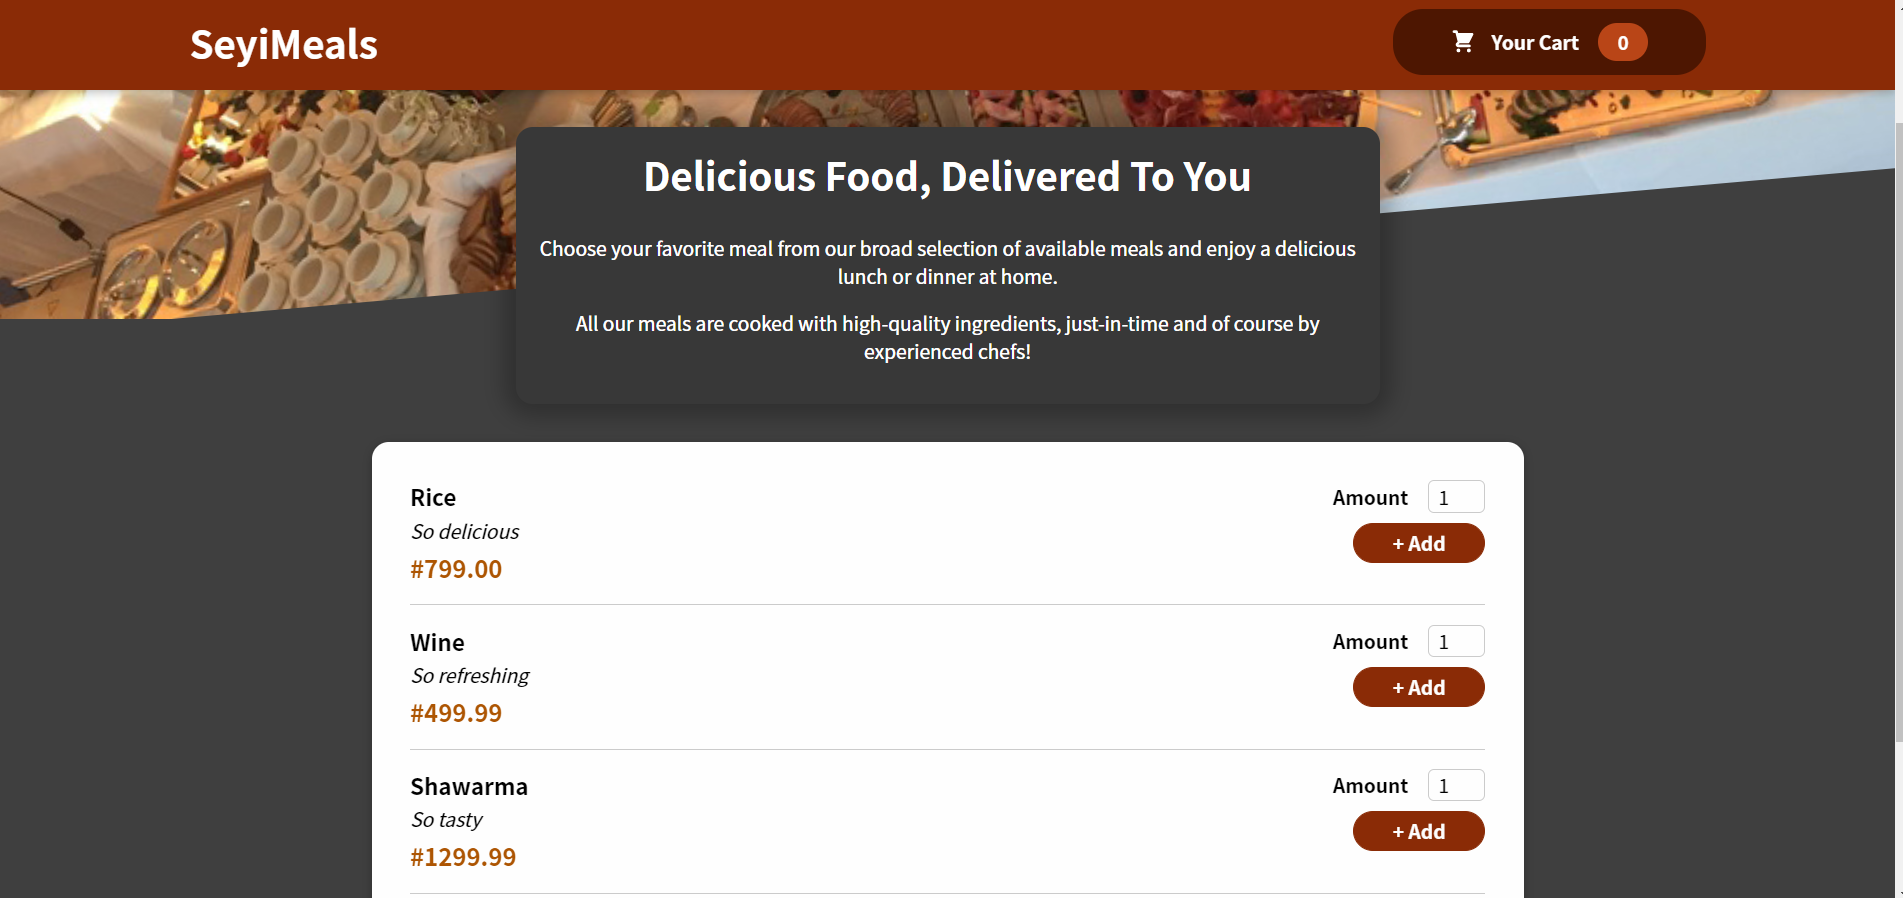 SeyiMeals
Your Cart 0
Delicious Food, Delivered To You
Choose your favorite meal from our broad selection of available meals and enjoy a delicious
lunch or dinner at home.
All our meals are cooked with high-quality ingredients, just-in-time and of course by
experienced chefs!
Rice
So delicious
#799.00
Amount 1
+ Add
Wine
So refreshing
#499.99
Amount 1
+ Add
Shawarma
So tasty
#1299.99
Amount 1
+ Add